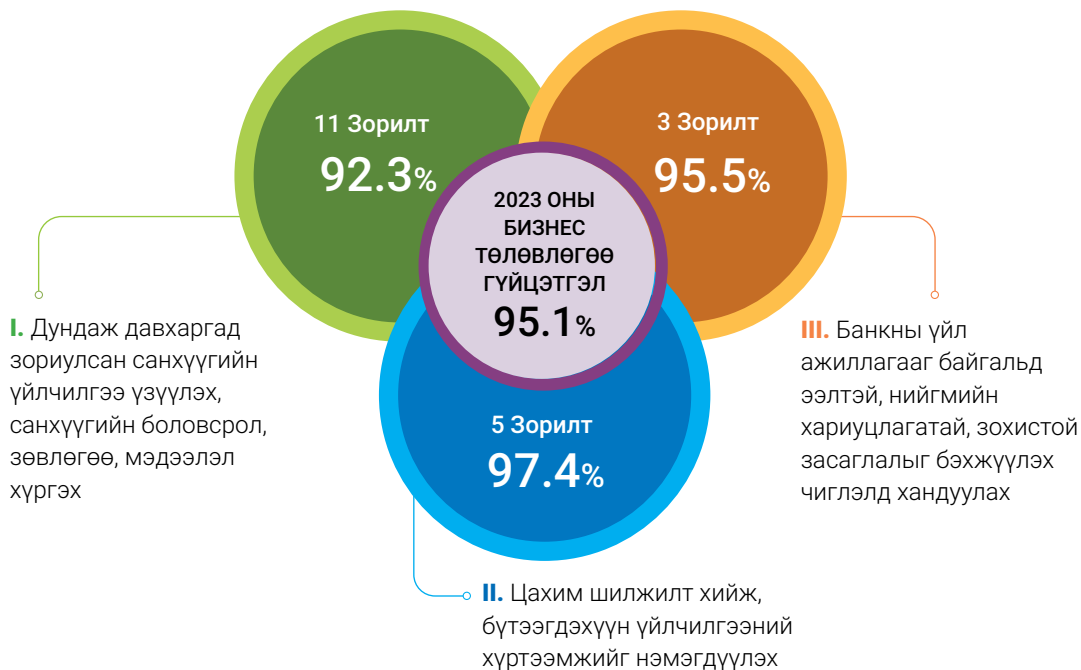 11 Зорилт
92.3%
3 Зорилт
95.5%
2023 ОНЫ
БИЗНЕС
ТӨЛӨВЛӨГӨӨ
ГҮЙЦЭТГЭЛ
95.1%
5 Зорилт
97.4%
I. Дундаж давхаргад
зориулсан санхүүгийн
үйлчилгээ үзүүлэх,
санхүүгийн боловсрол,
зөвлөгөө, мэдээлэл
хүргэх
III. Банкны үйл
ажиллагааг байгальд
ээлтэй, нийгмийн
хариуцлагатай, зохистой
засаглалыг бэхжүүлэх
чиглэлд хандуулах
II. Цахим шилжилт хийж,
бүтээгдэхүүн үйлчилгээний
хүртээмжийг нэмэгдүүлэх